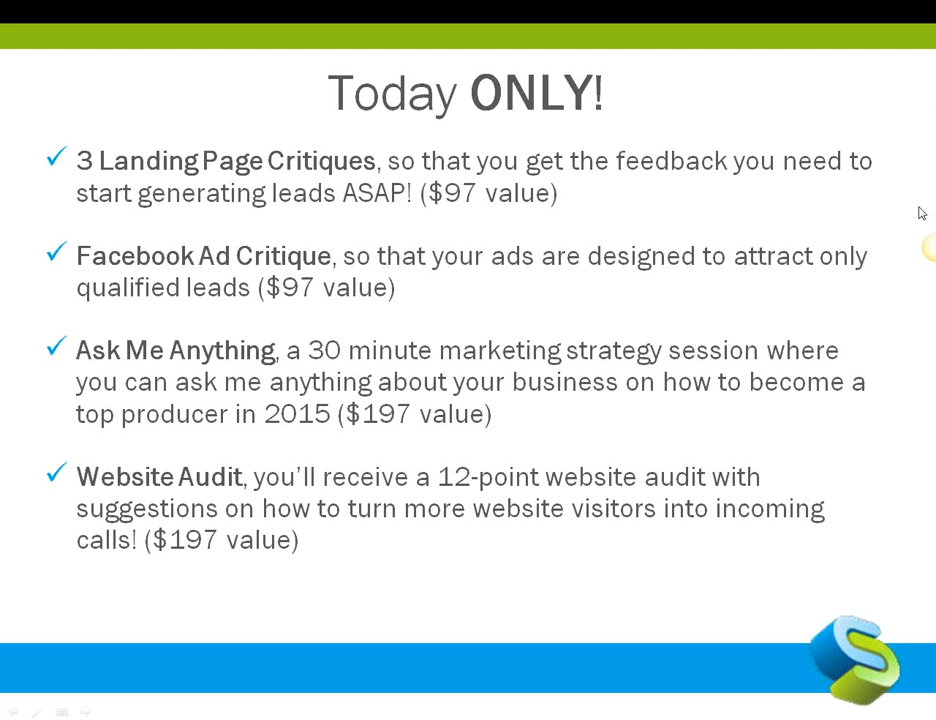 Today ONLY!
3 Landing Page Critiques, so that you get the feedback you need to
start generating leads ASAP! ($97 value)
Facebook Ad Critique, so that your ads are designed to attract only
qualified leads ($97 value)
Ask Me Anything, a 30 minute marketing strategy session where
you can ask me anything about your business on how to become a
top producer in 2015 ($197 value)
Website Audit, you'll receive a 12-point website audit with
suggestions on how to turn more website visitors into incoming
calls! ($197 value)